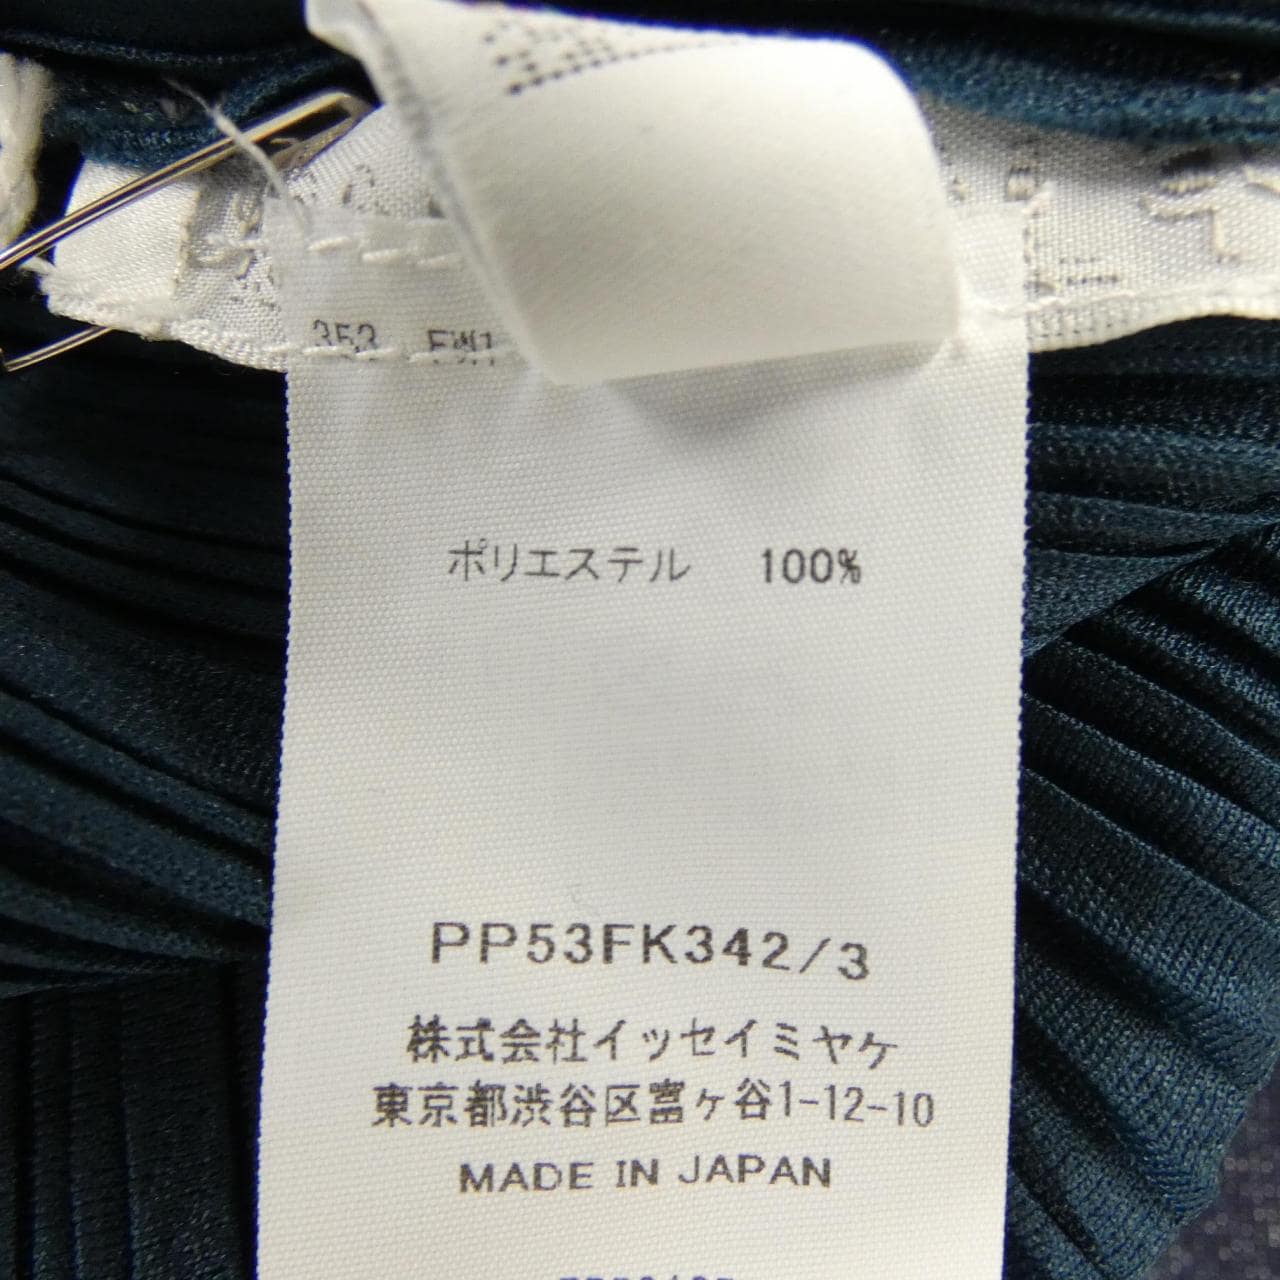 353
ポリエステル 100%
PP53FK342/3
株式会社イッセイミヤケ
東京都渋谷区富ヶ谷1-12-10
MADE IN JAPAN